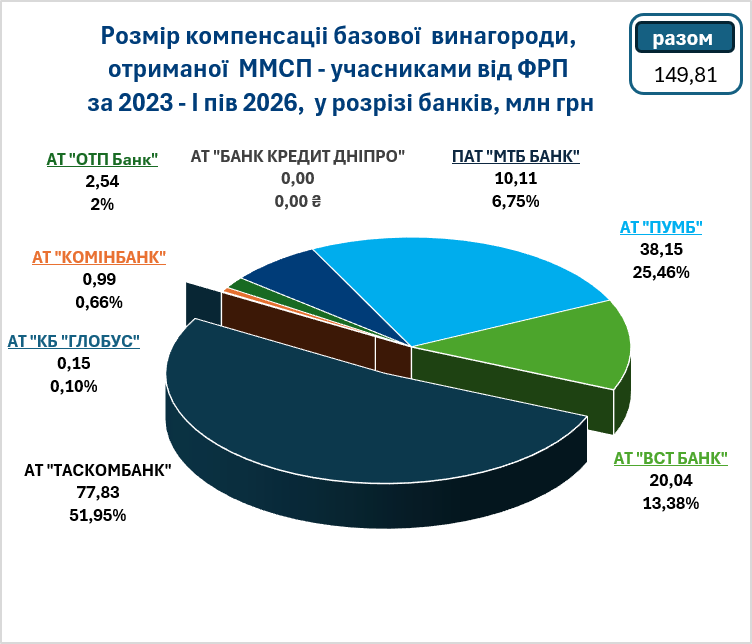 Розмір компенсації базової винагороди,
отриманої ММСП - учасниками від ФРП
за 2023 - І пів 2026, у розрізі банків, млн грн
разом
149,81
АТ "ОТП Банк"
2,54
2%
АТ "БАНК КРЕДИТ ДНІПРО"
0,00
0,00 ₴
ПАТ "МТБ БАНК"
10,11
6,75%
АТ "ПУМБ"
38,15
25,46%
АТ "КОМІНБАНК"
0,99
0,66%
АТ "КБ "ГЛОБУС"
0,15
0,10%
АТ "ТАСКОМБАНК"
77,83
51,95%
АТ "ВСТ БАНК"
20,04
13,38%